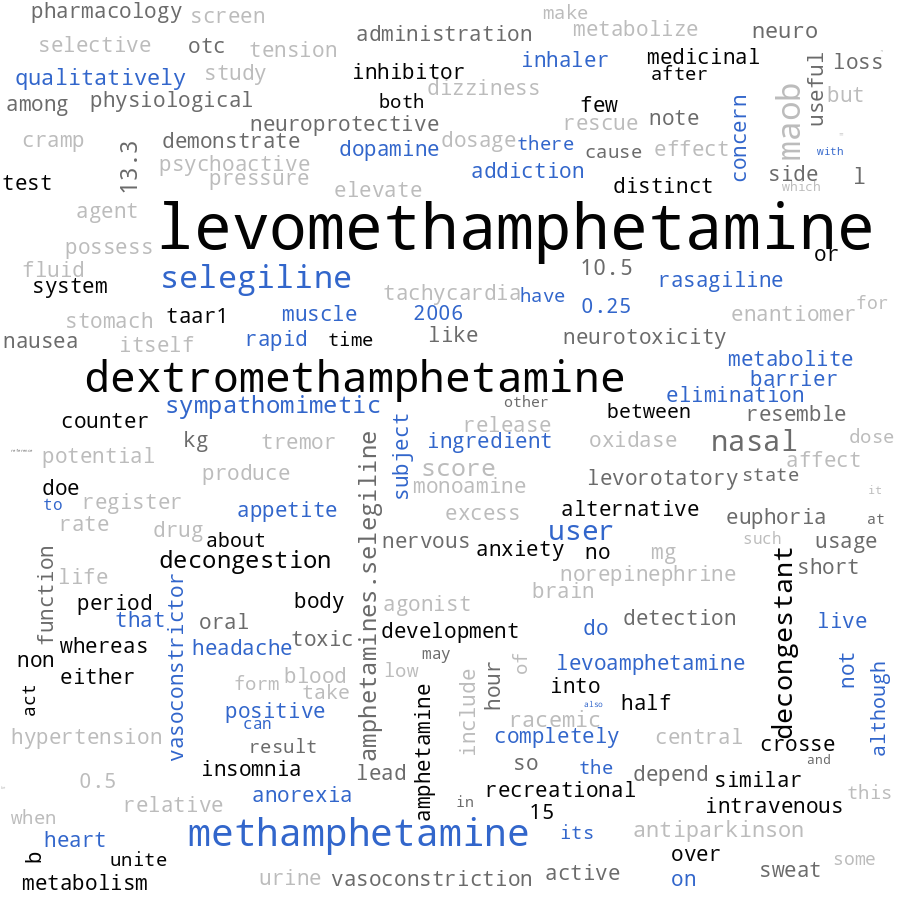 pharmacology
screen
make
metabolize
neuro
selective
otc
tension
administration
qualitatively
study
inhibitor
inhaler
medicinal
after
loss
among
physiological
both
dizziness
few
useful
but
maob
concern
neuroprotective
rescue
note
cramp
demonstrate
dopamine
dosage
there
cause
effect
with
13.3
psychoactive
pressure
addiction
side
l
test
elevate
distinct
which
agent
levomethamphetamine
possess
or
fluid
system
selegiline
10.5
rasagiline
tachycardia
have
0.25
enantiomer
for
stomach
taar1
muscle
2006
nausea
itself
rapid
time
like
neurotoxicity
metabolite
dextromethamphetamine
barrier
elimination
sympathomimetic
other
between
resemble
counter
release
kg
tremor
subject
ingredient
oxidase
nasal
dose
potential
produce
amphetamines.selegiline
score
affect
monoamine
levorotatory
state
doe
to
register
appetite
excess
alternative
it
euphoria
at
rate
drug
about
nervous
user
such
usage
decongestion
anxiety
no
mg
decongestant
short
function
life
norepinephrine
brain
period
that
vasoconstrictor
body
agonist
oral
development
do
detection
live
whereas
headache
toxic
may
non
either
blood
low
of
levoamphetamine
not
act
form
take
include
hour
into
although
positive
also
half
can
amphetamine
racemic
hypertension
result
completely
central
crosse
insomnia
lead
so
the
depend
and
0.5
similar
relative
anorexia
in
recreational
15
intravenous
this
when
heart
methamphetamine
its
antiparkinson
b
unite
over
some
metabolism
urine
vasoconstriction
active
on
sweat